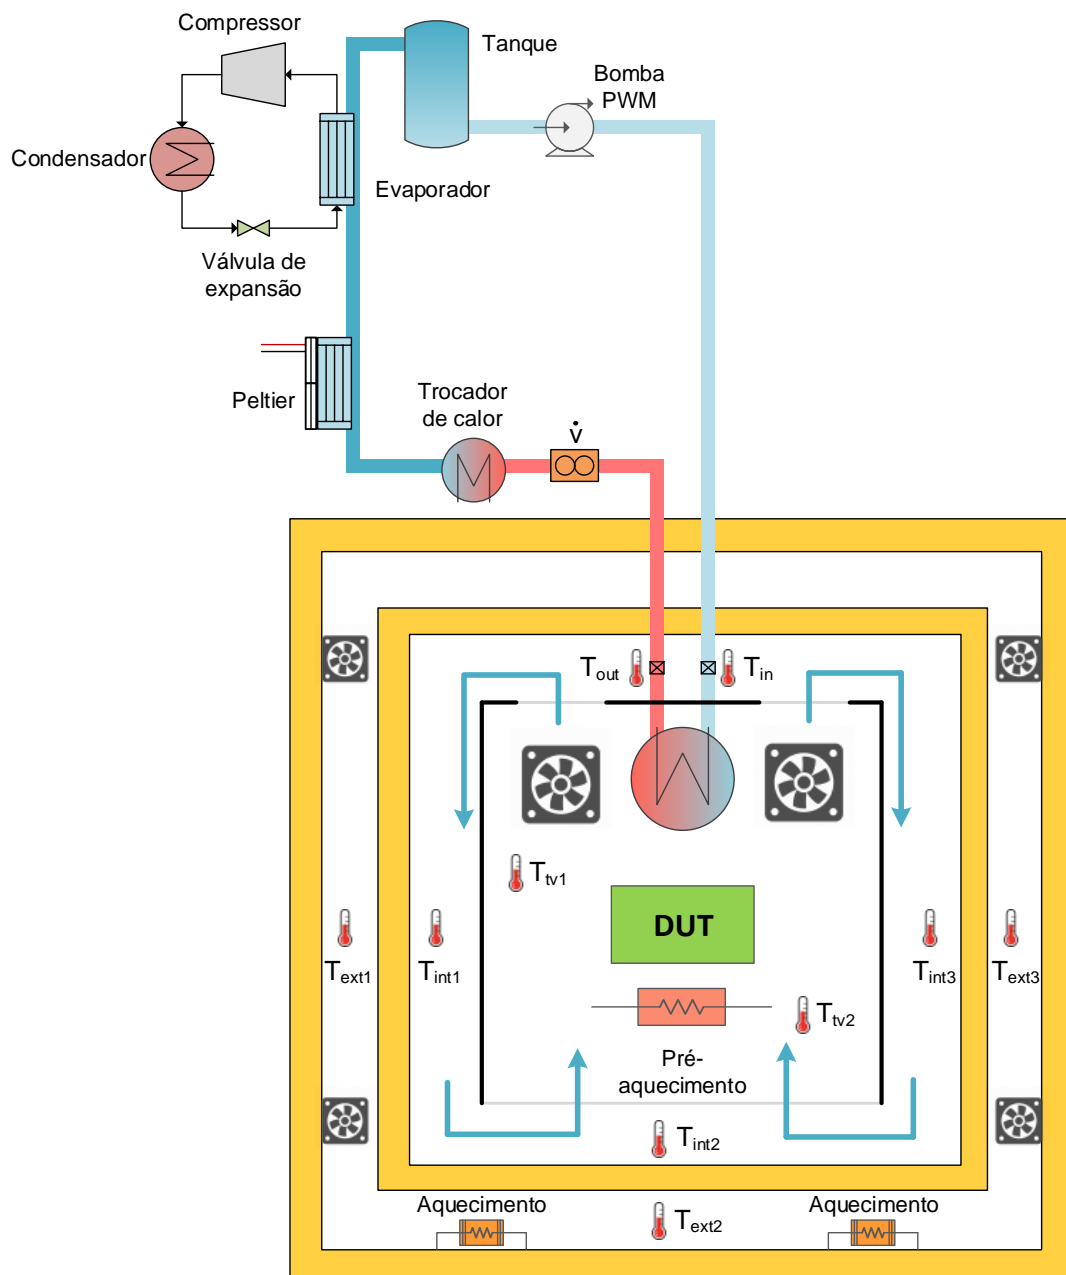 Compressor
Tanque
Bomba
PWM
Condensador
Evaporador
Válvula de
expansão
Peltier
Trocador
de calor
v̇
Tout
Tin
Ttv1
DUT
Text1
Tint1
Tint3
Text3
Ttv2
Pré-
aquecimento
Tint2
Aquecimento
Aquecimento
Text2